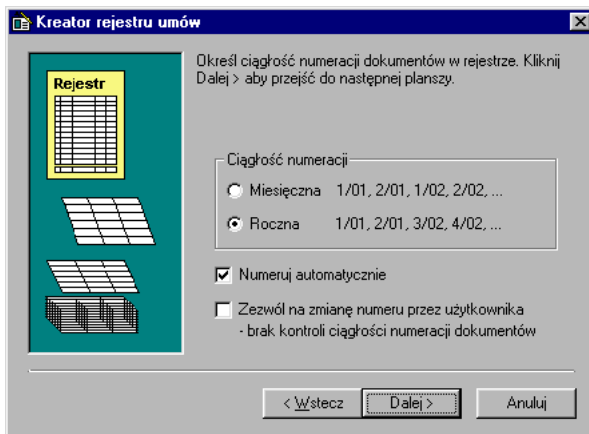 Kreator rejestru umów
Rejestr
Określ ciągłość numeracji dokumentów w rejestrze. Kliknij
Dalej > aby przejść do następnej planszy.
Ciągłość numeracji
Miesięczna 1/01, 2/01, 1/02, 2/02, ...
Roczna 1/01, 2/01, 3/02, 4/02, ...
Numeruj automatycznie
Zezwól na zmianę numeru przez użytkownika
- brak kontroli ciągłości numeracji dokumentów
< Wstecz Dalej > Anuluj